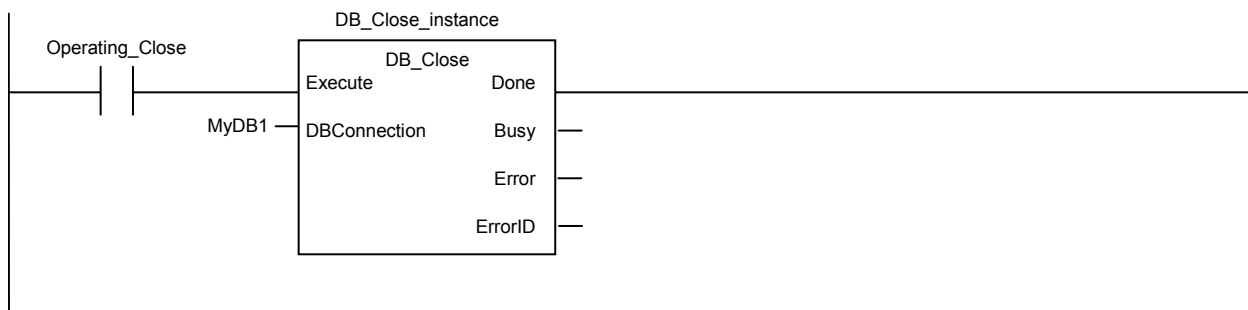 DB_Close_instance
Operating_Close
DB_Close
Execute Done
MyDB1 DBConnection Busy
Error
ErrorID